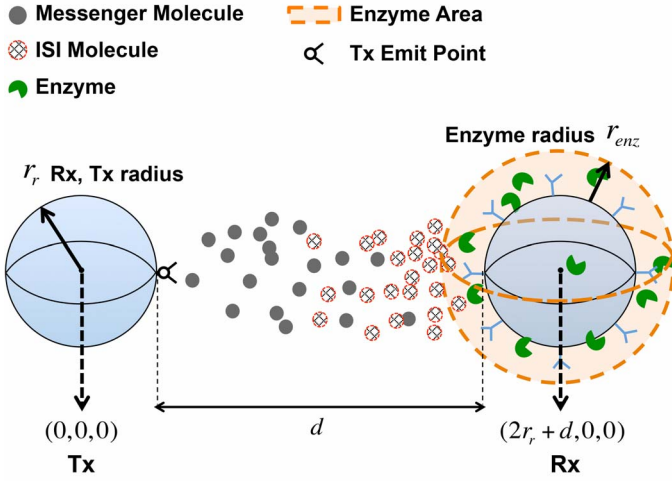 Messenger Molecule
Enzyme Area
ISI Molecule
Tx Emit Point
Enzyme
Enzyme radius r_enz
r_r Rx, Tx radius
d
(0,0,0)
(2r_r + d,0,0)
Tx
Rx